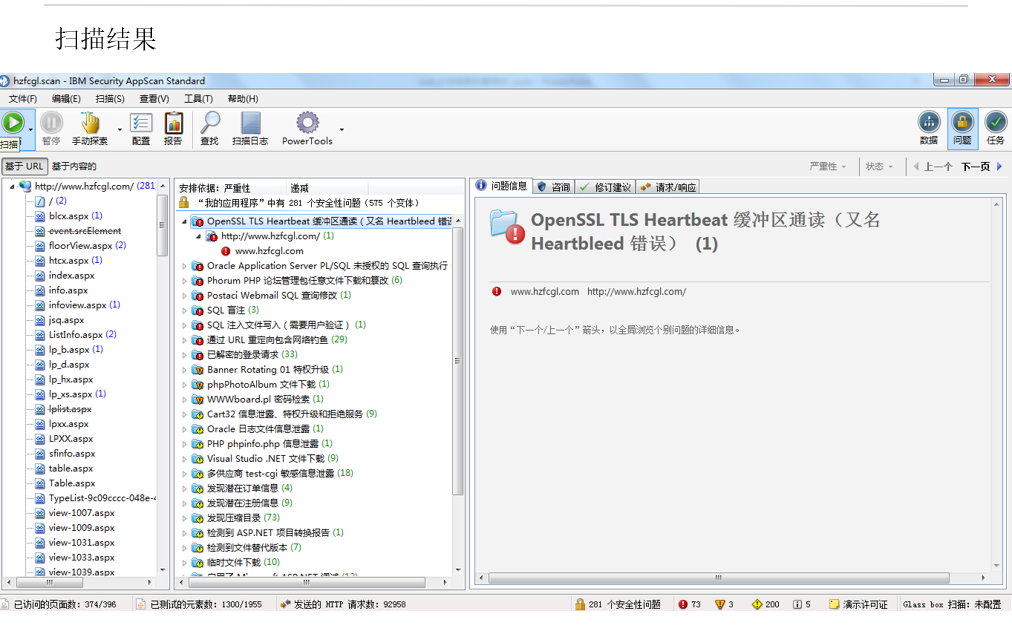 扫描结果
hzfcgl.scan - IBM Security AppScan Standard
文件(F) 编辑(E) 扫描(S) 查看(V) 工具(T) 帮助(H)
扫描 暂停 手动探索 配置 报告 查找 扫描日志 PowerTools 数据 问题 任务
基于 URL 基于内容的 严重性 状态 上一个 下一页
http://www.hzfcgl.com/ (281)
/ (2)
blcx.aspx (1)
event.srcElement
floorView.aspx (2)
htcx.aspx (1)
index.aspx
info.aspx
infoview.aspx (1)
jsq.aspx
ListInfo.aspx (2)
lp_b.aspx (1)
lp_d.aspx
lp_hx.aspx
lp_xs.aspx (1)
lplist.aspx
lpxx.aspx
LPXX.aspx
sfinfo.aspx
table.aspx
Table.aspx
TypeList-9c09cccc-048e-4
view-1007.aspx
view-1009.aspx
view-1031.aspx
view-1033.aspx
view-1039.aspx
安排依据: 严重性 递减
“我的应用程序”中有 281 个安全性问题 (575 个变体)
OpenSSL TLS Heartbeat 缓冲区通读（又名 Heartbleed 错误
http://www.hzfcgl.com/ (1)
www.hzfcgl.com
Oracle Application Server PL/SQL 未授权的 SQL 查询执行
Phorum PHP 论坛管理包任意文件下载和篡改 (6)
Postaci Webmail SQL 查询修改 (1)
SQL 盲注 (3)
SQL 注入文件写入（需要用户验证） (1)
通过 URL 重定向包含网络钓鱼 (29)
已解密的登录请求 (33)
Banner Rotating 01 特权升级 (1)
phpPhotoAlbum 文件下载 (1)
WWWboard.pl 密码检索 (1)
Cart32 信息泄露、特权升级和拒绝服务 (9)
Oracle 日志文件信息泄露 (1)
PHP phpinfo.php 信息泄露 (1)
Visual Studio .NET 文件下载 (9)
多供应商 test-cgi 敏感信息泄露 (18)
发现潜在订单信息 (4)
发现潜在注册信息 (9)
发现压缩目录 (73)
检测到 ASP.NET 项目转换报告 (1)
检测到文件替代版本 (7)
临时文件下载 (10)
问题信息 咨询 修订建议 请求/响应
OpenSSL TLS Heartbeat 缓冲区通读（又名
Heartbleed 错误） (1)
www.hzfcgl.com http://www.hzfcgl.com/
使用“下一个/上一个”箭头，以全局浏览个别问题的详细信息。
已访问的页面数: 374/396 已测试的元素数: 1300/1955 发送的 HTTP 请求数: 92958 281 个安全性问题 73 3 200 5 演示许可证 Glass box 扫描: 未配置